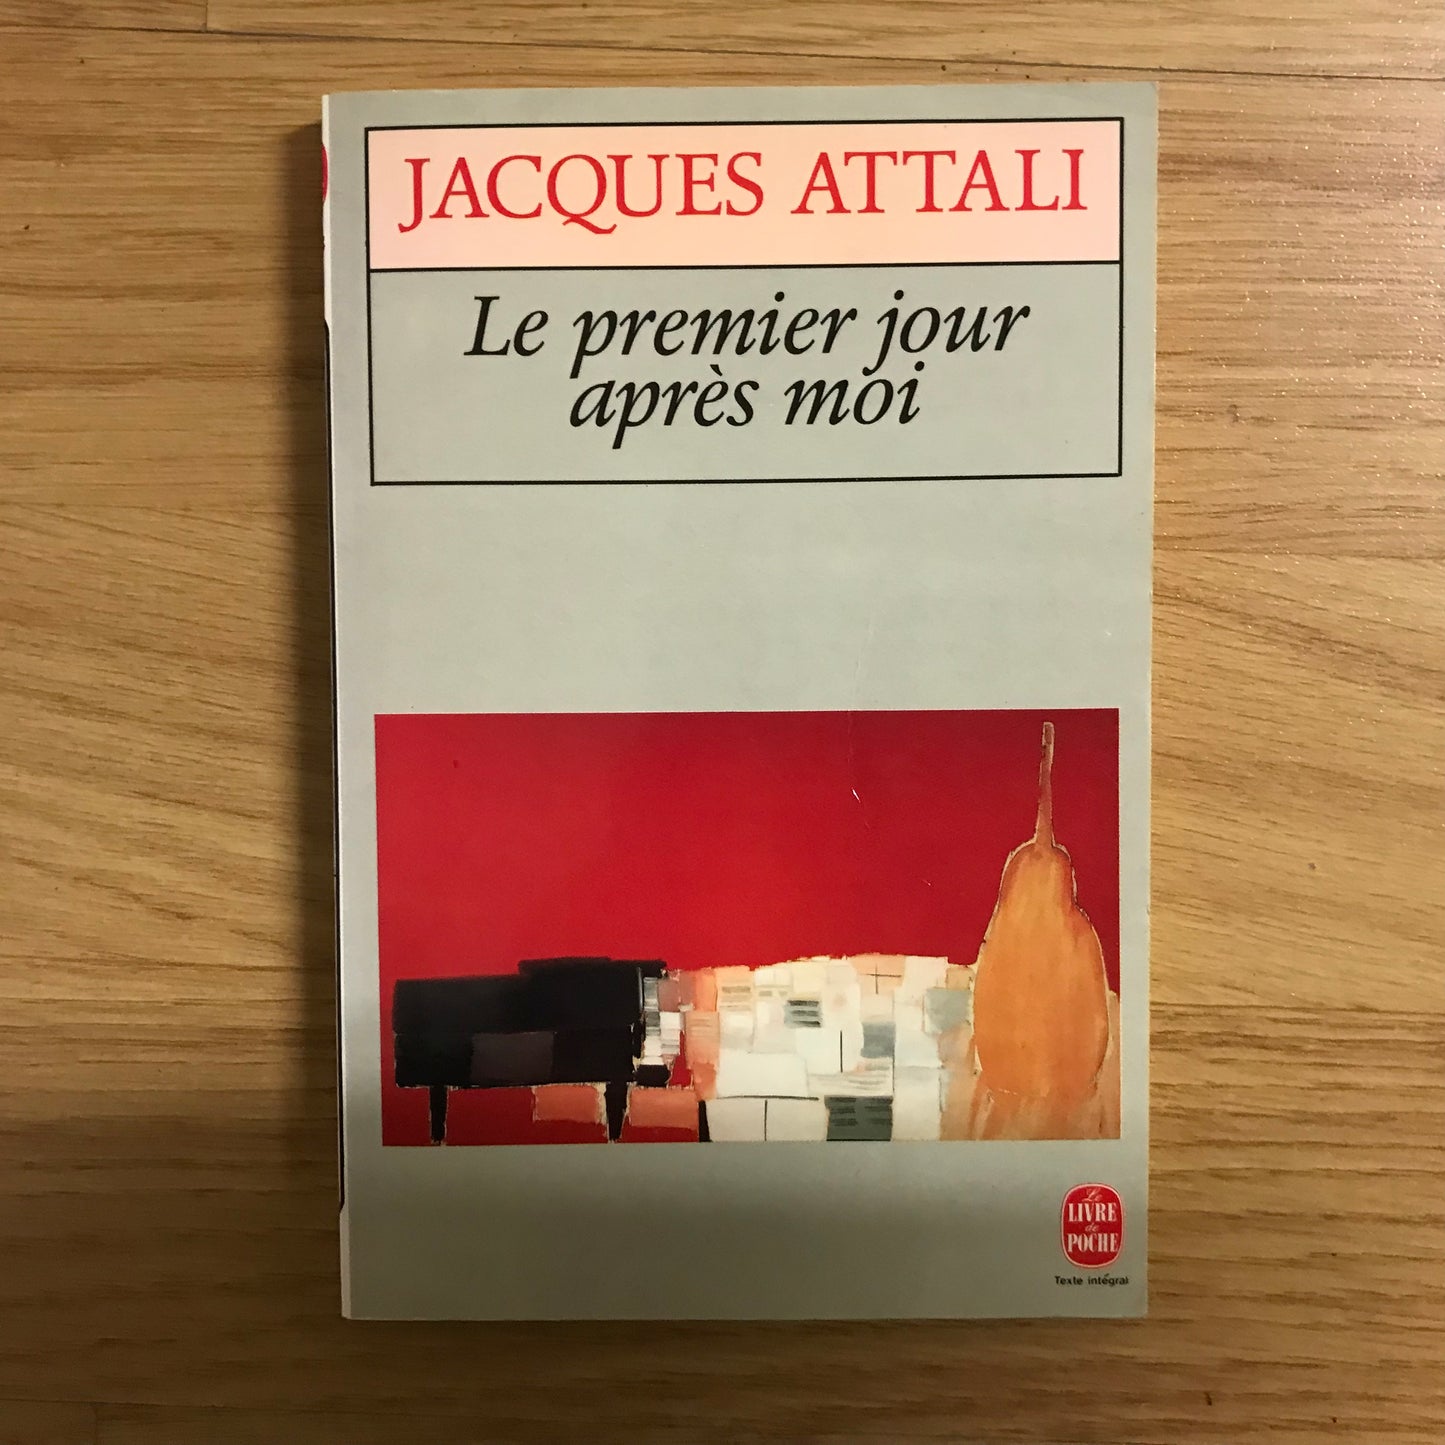 JACQUES ATTALI
Le premier jour
après moi
Le
LIVRE
de
POCHE
Texte intégral